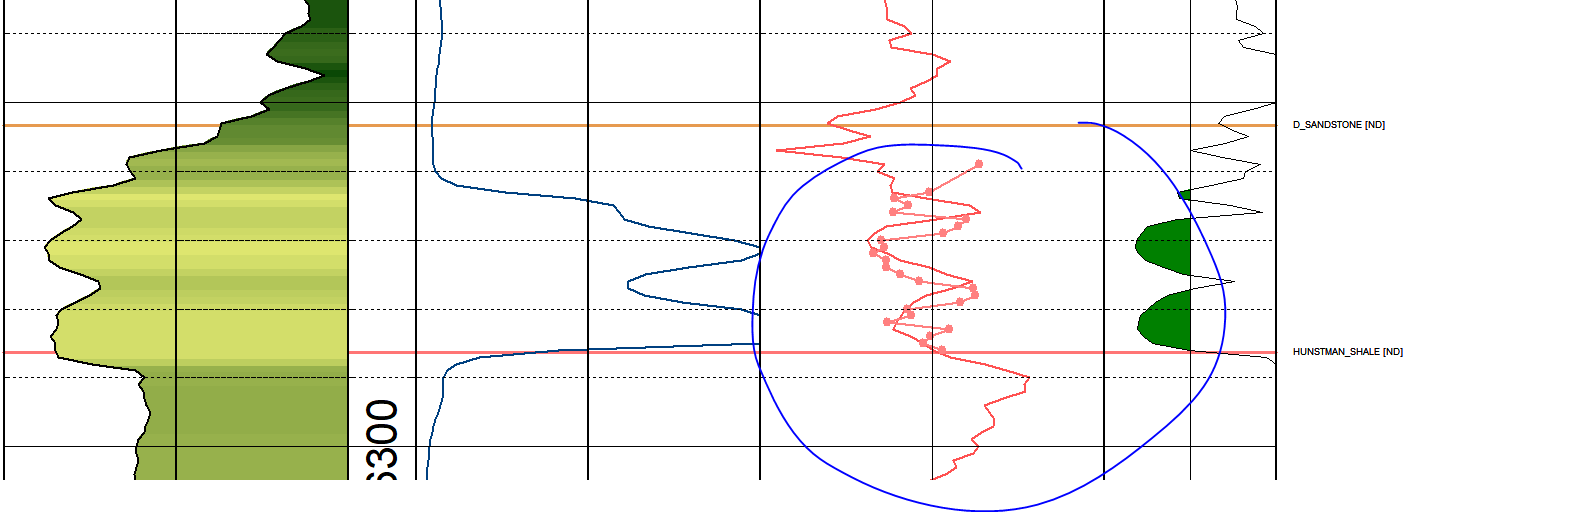 D_SANDSTONE [ND]
HUNSTMAN_SHALE [ND]
6300